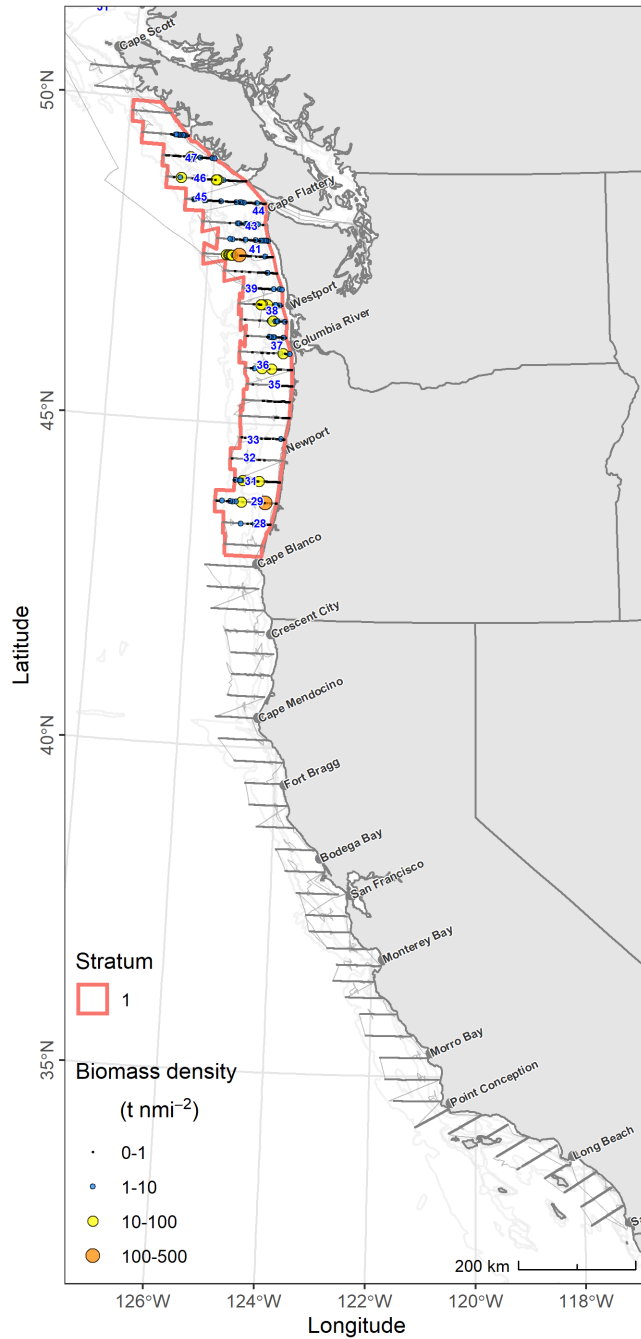 Cape Scott
50°N
47
46
45
44
Cape Flattery
43
41
39
Westport
38
Columbia River
37
36
35
45°N
33
Newport
32
31
29
28
Cape Blanco
Crescent City
Latitude
Cape Mendocino
40°N
Fort Bragg
Bodega Bay
San Francisco
Stratum
1
Monterey Bay
35°N
Morro Bay
Biomass density
(t nmi−2)
Point Conception
0-1
Long Beach
1-10
10-100
100-500
200 km
126°W
124°W
122°W
120°W
118°W
Longitude